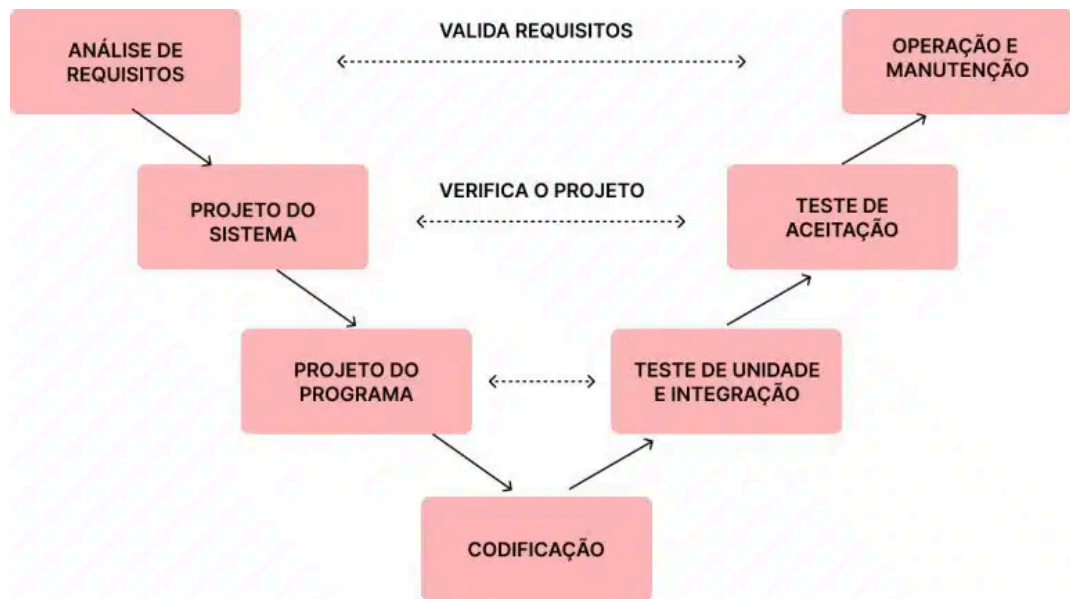 ANÁLISE DE
REQUISITOS
VALIDA REQUISITOS
OPERAÇÃO E
MANUTENÇÃO
PROJETO DO
SISTEMA
VERIFICA O PROJETO
TESTE DE
ACEITAÇÃO
PROJETO DO
PROGRAMA
TESTE DE UNIDADE
E INTEGRAÇÃO
CODIFICAÇÃO